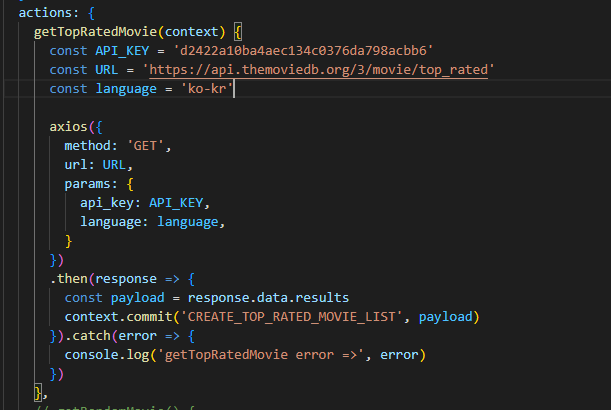 actions: {
getTopRatedMovie(context) {
const API_KEY = 'd2422a10ba4aec134c0376da798acbb6'
const URL = 'https://api.themoviedb.org/3/movie/top_rated'
const language = 'ko-kr'
axios({
method: 'GET',
url: URL,
params: {
api_key: API_KEY,
language: language,
}
})
.then(response => {
const payload = response.data.results
context.commit('CREATE_TOP_RATED_MOVIE_LIST', payload)
}).catch(error => {
console.log('getTopRatedMovie error =>', error)
})
},